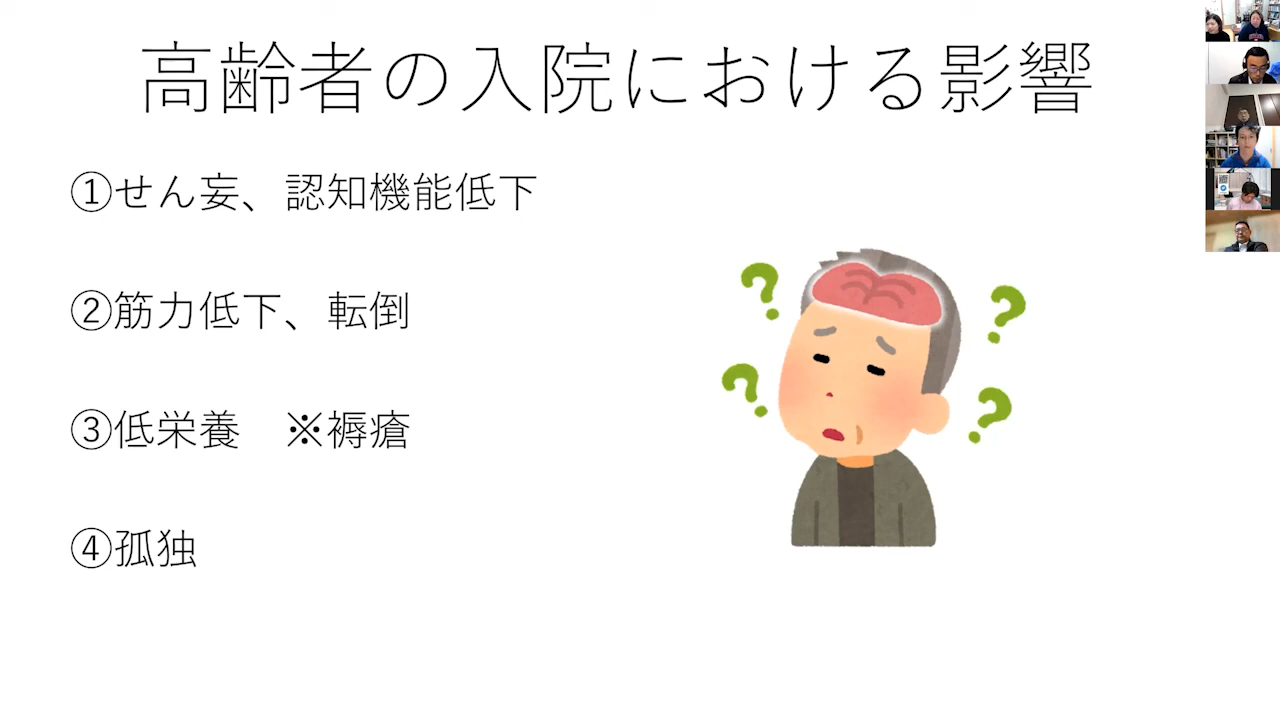 高齢者の入院における影響
①せん妄、認知機能低下
②筋力低下、転倒
③低栄養　※褥瘡
④孤独